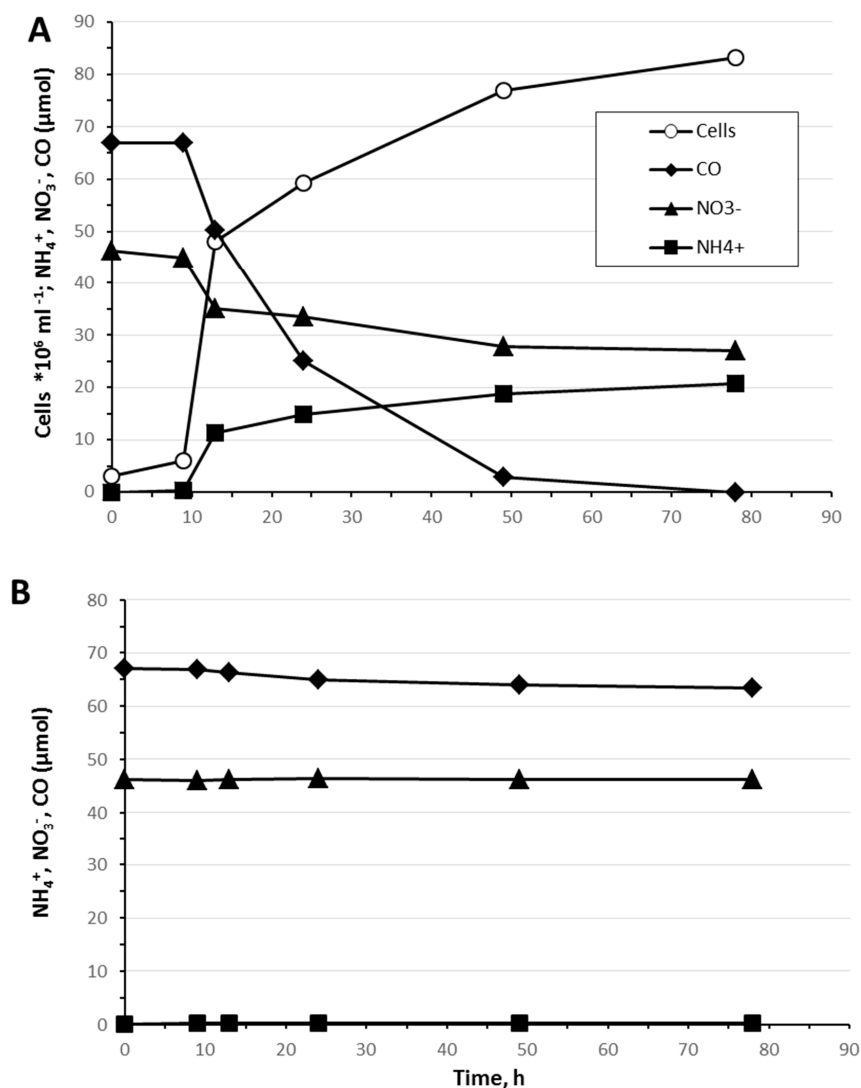 A
Cells *10⁶ ml ⁻¹; NH₄⁺, NO₃⁻, CO (µmol)
90
80
70
60
50
40
30
20
10
0
Cells
CO
NO3-
NH4+
0 10 20 30 40 50 60 70 80 90
B
NH₄⁺, NO₃⁻, CO (µmol)
80
70
60
50
40
30
20
10
0
0 10 20 30 40 50 60 70 80 90
Time, h